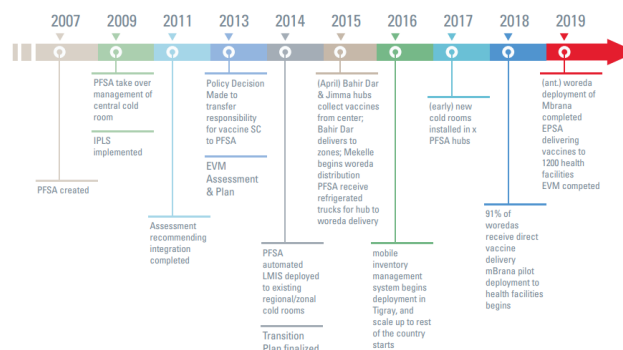 2007
2009
2011
2013
2014
2015
2016
2017
2018
2019
PFSA created
PFSA take over
management of
central cold
room
IPLS
implemented
Assessment
recommending
integration
completed
Policy Decision
Made to
transfer
responsibility
for vaccine SC
to PFSA
EVM
Assessment
& Plan
PFSA
automated
LMIS deployed to
existing
regional/zonal
cold rooms
Transition
Plan finalized
(April) Bahir Dar
& Jimma hubs
collect vaccines
from center;
Bahir Dar
delivers to
zones; Mekelle
begins woreda
distribution
PFSA receive
refrigerated
trucks for hub to
woreda delivery
mobile
inventory
management
system begins
deployment in
Tigray, and
scale up to rest
of the country
starts
(early) new
cold rooms
installed in x
PFSA hubs
91% of
woredas
receive direct
vaccine
delivery
mBrana pilot
deployment to
health facilities
begins
(ant.) woreda
deployment of
Mbrana
completed
EPSA
delivering
vaccines to
1200 health
facilities
EVM competed